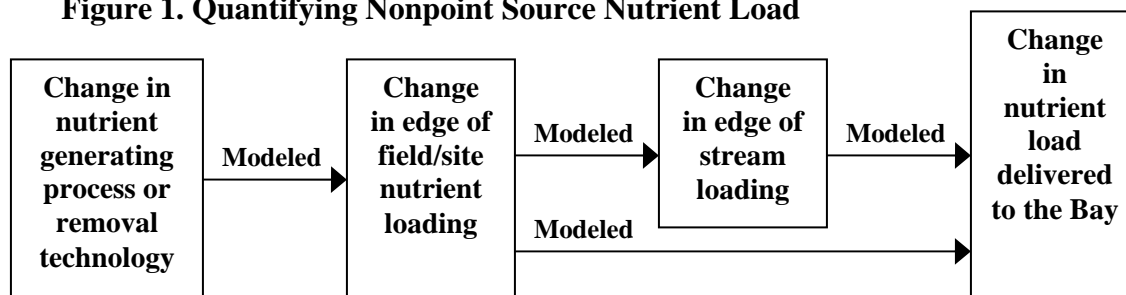 Figure 1. Quantifying Nonpoint Source Nutrient Load
Change in
nutrient
generating
process or
removal
technology
Modeled
Change
in edge of
field/site
nutrient
loading
Modeled
Modeled
Change
in edge of
stream
loading
Modeled
Change
in
nutrient
load
delivered
to the Bay